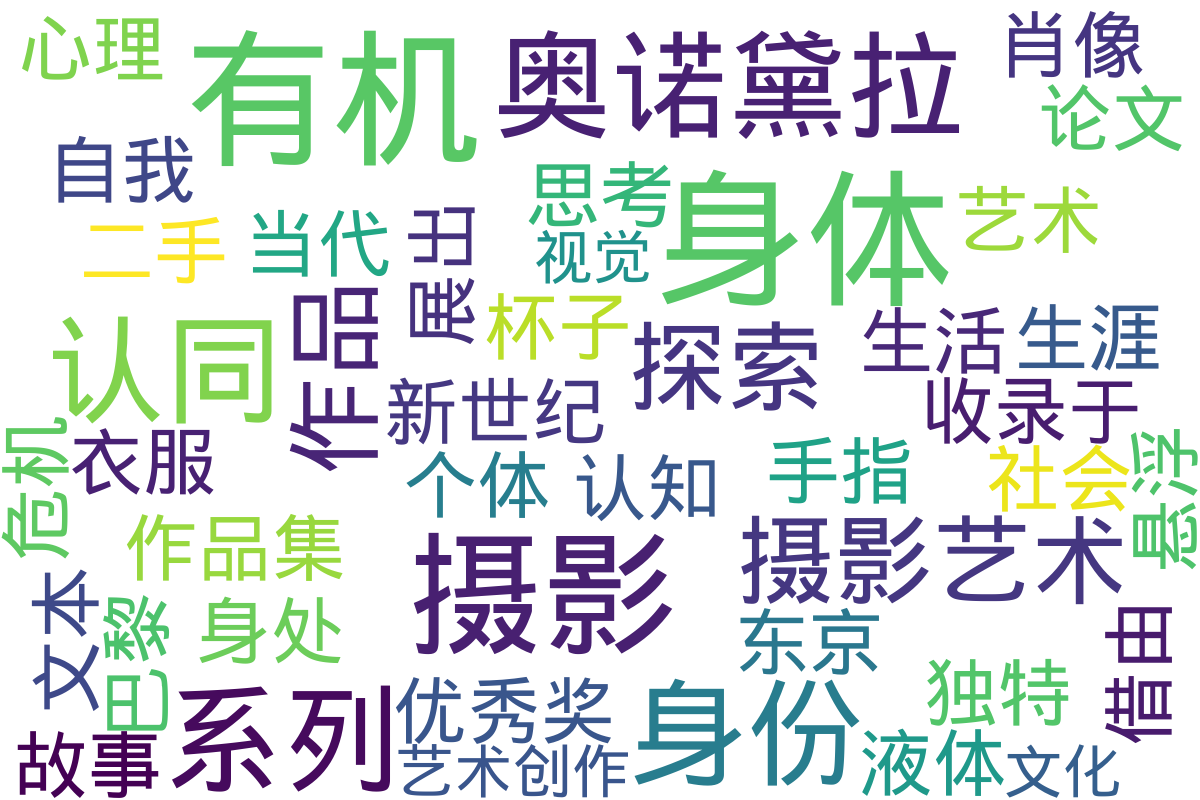 心理
有机
奥诺黛拉
肖像
论文
自我
思考
身体
艺术
二手
当代
展出
视觉
认同
作品
杯子
探索
生活
生涯
新世纪
收录于
危机
衣服
个体
认知
手指
社会
悬浮
作品集
摄影
摄影艺术
文本
巴黎
身处
东京
借由
系列
优秀奖
身份
独特
故事
艺术创作
液体
文化